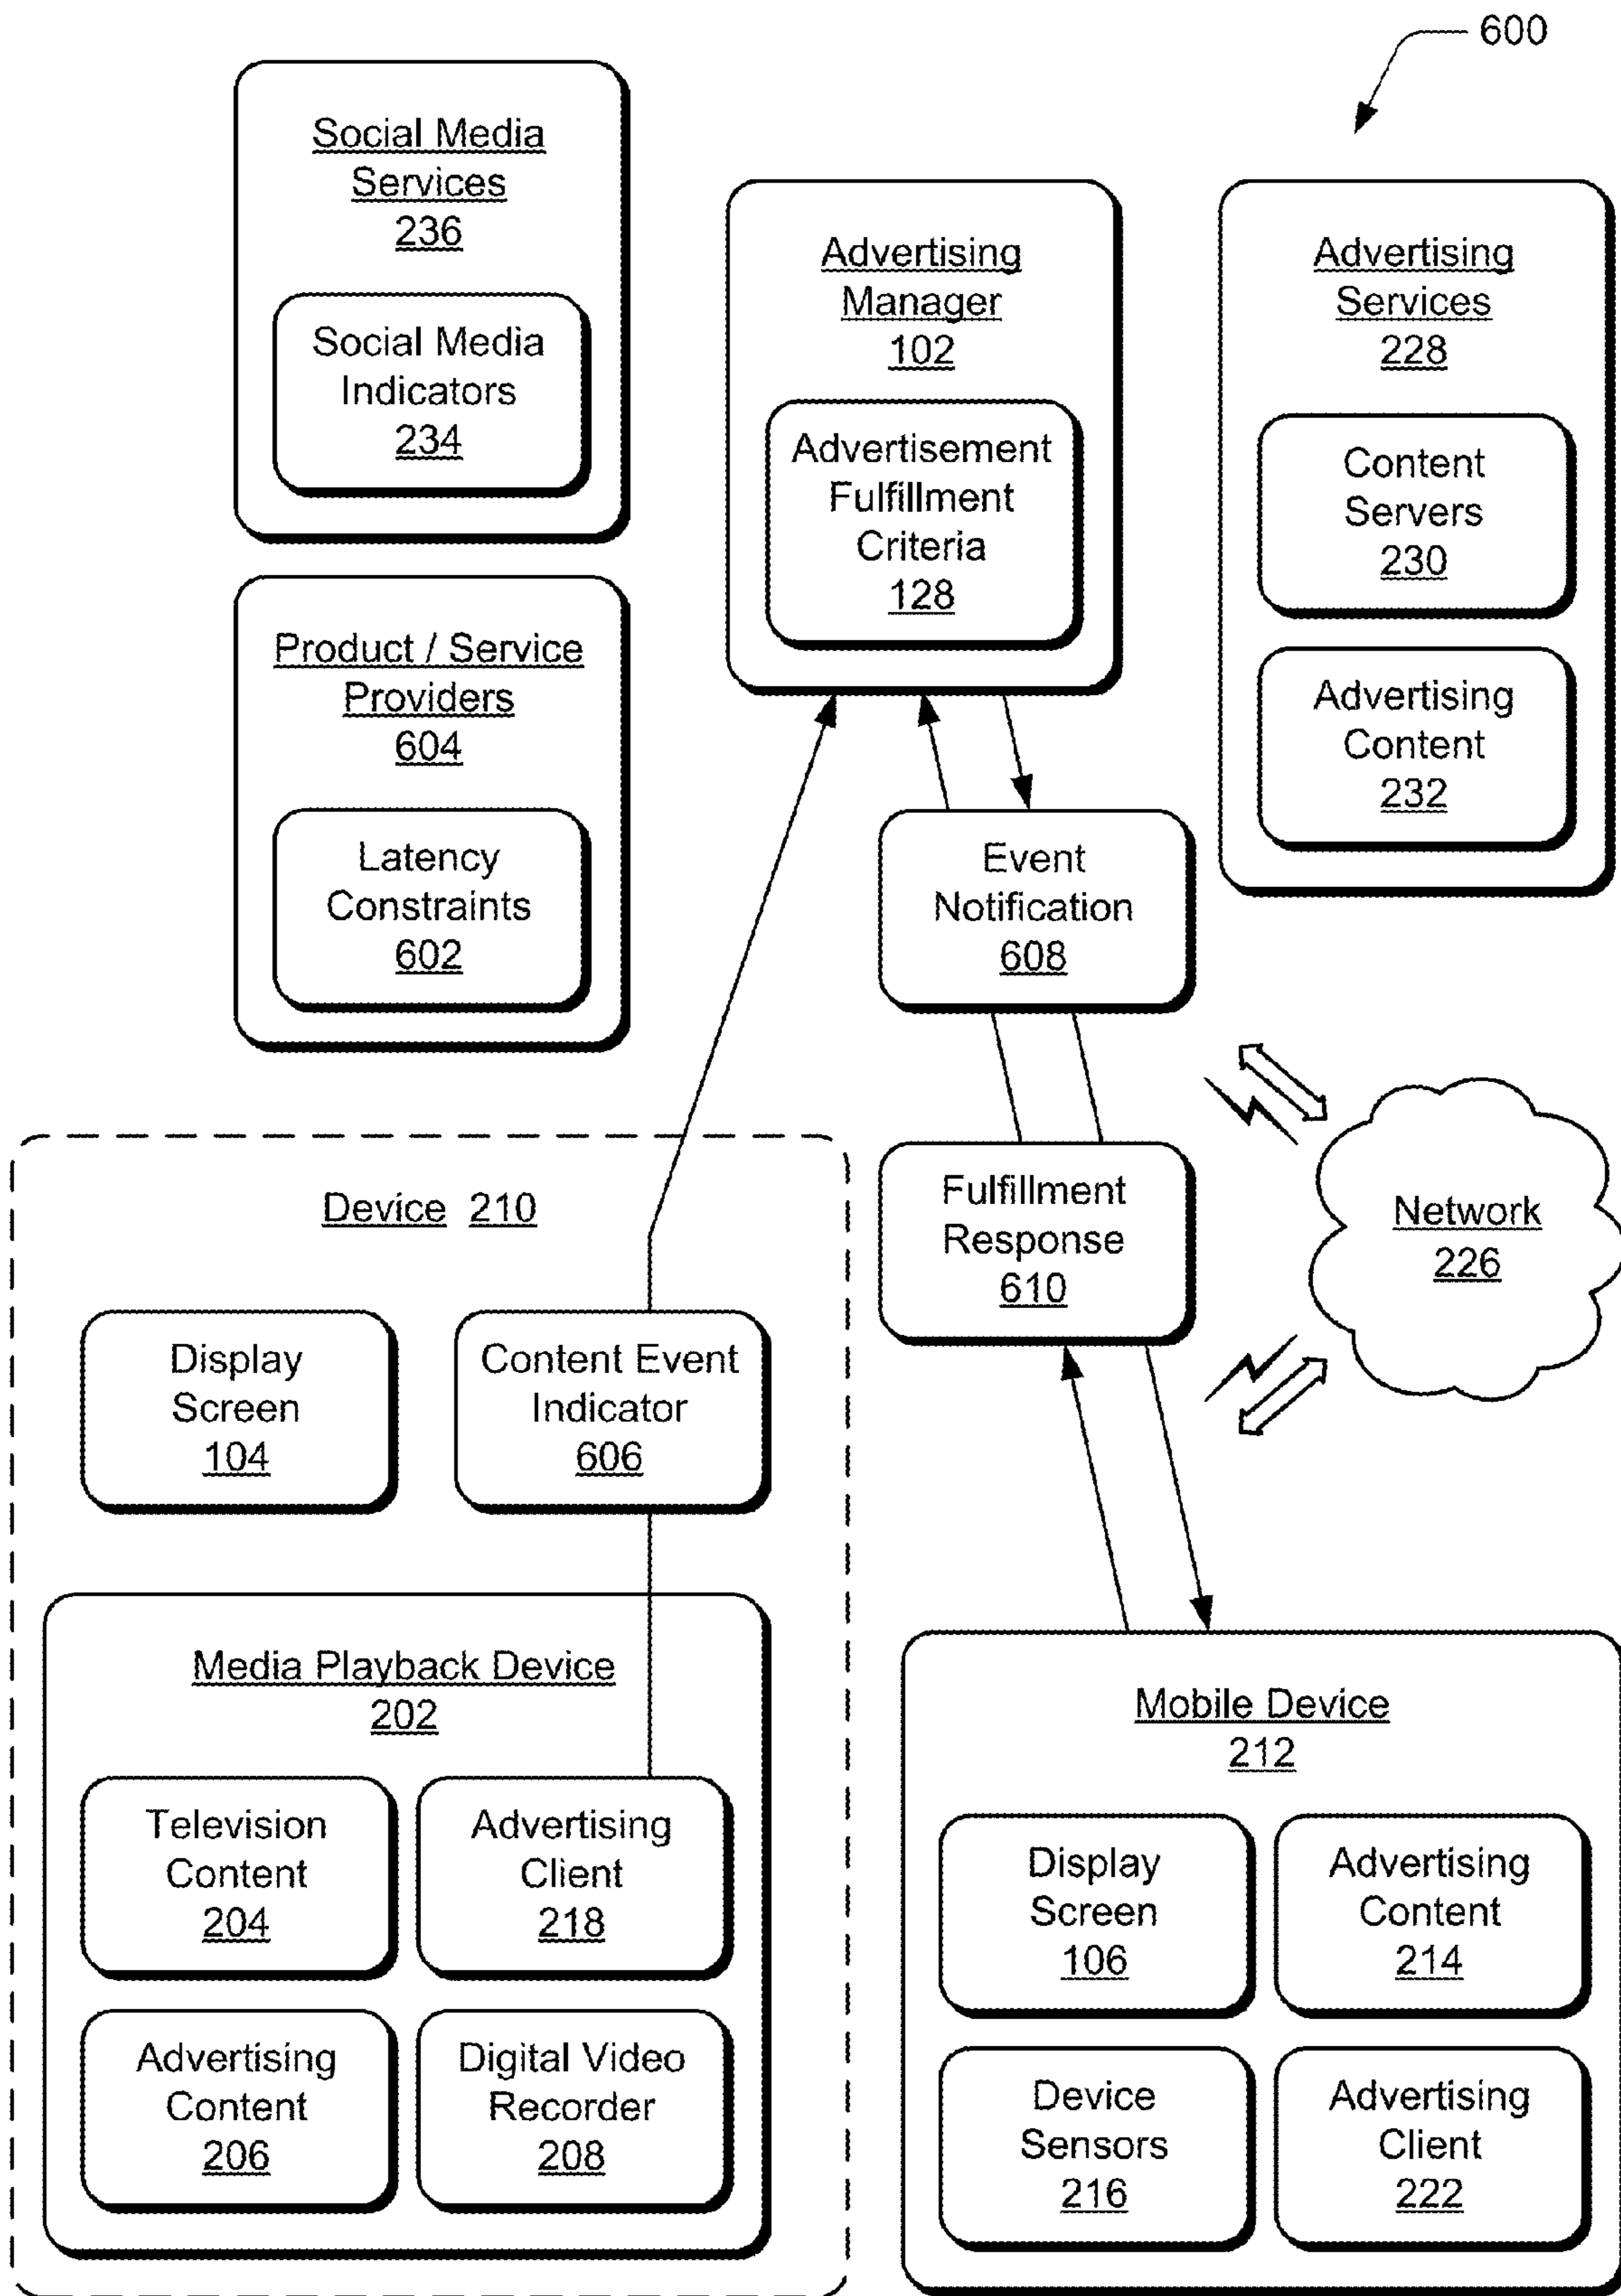 600
Social Media
Services
236
Social Media
Indicators
234
Advertising
Manager
102
Advertisement
Fulfillment
Criteria
128
Advertising
Services
228
Content
Servers
230
Advertising
Content
232
Product / Service
Providers
604
Latency
Constraints
602
Event
Notification
608
Fulfillment
Response
610
Network
226
Device 210
Display
Screen
104
Content Event
Indicator
606
Media Playback Device
202
Television
Content
204
Advertising
Client
218
Advertising
Content
206
Digital Video
Recorder
208
Mobile Device
212
Display
Screen
106
Advertising
Content
214
Device
Sensors
216
Advertising
Client
222